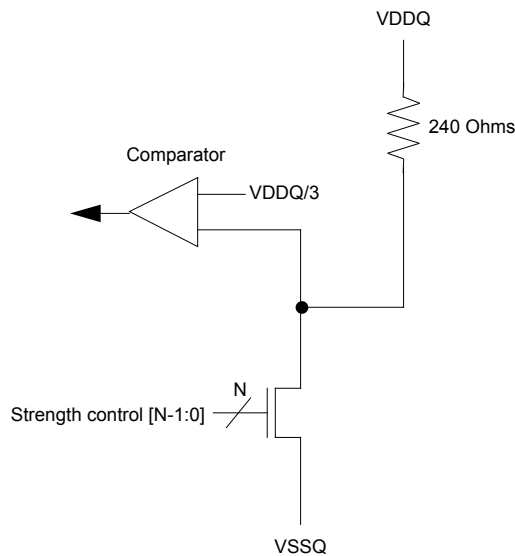 VDDQ
240 Ohms
Comparator
VDDQ/3
N
Strength control [N-1:0]
VSSQ